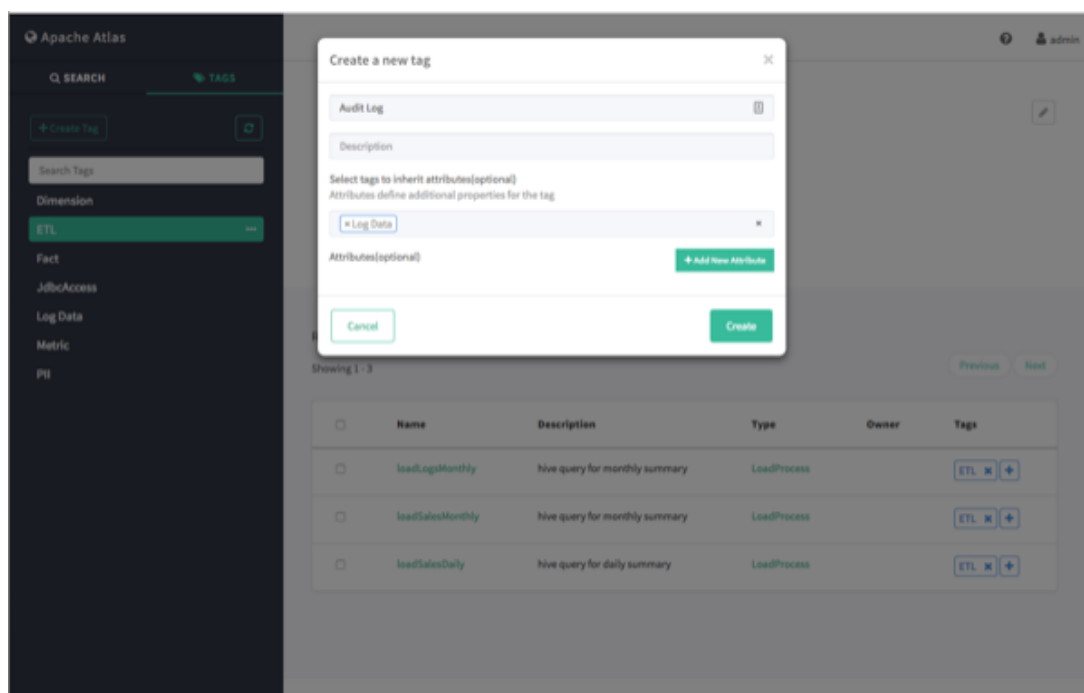 Apache Atlas
admin
SEARCH
TAGS
+ Create Tag
Search Tags
Dimension
ETL
Fact
JdbcAccess
Log Data
Metric
PII
Create a new tag
Audit Log
Description
Select tags to inherit attributes(optional)
Attributes define additional properties for the tag
× Log Data
Attributes(optional)
+ Add New Attribute
Cancel
Create
Showing 1 - 3
Previous
Next
Name Description Type Owner Tags
loadLogsMonthly hive query for monthly summary LoadProcess ETL
loadSalesMonthly hive query for monthly summary LoadProcess ETL
loadSalesDaily hive query for daily summary LoadProcess ETL